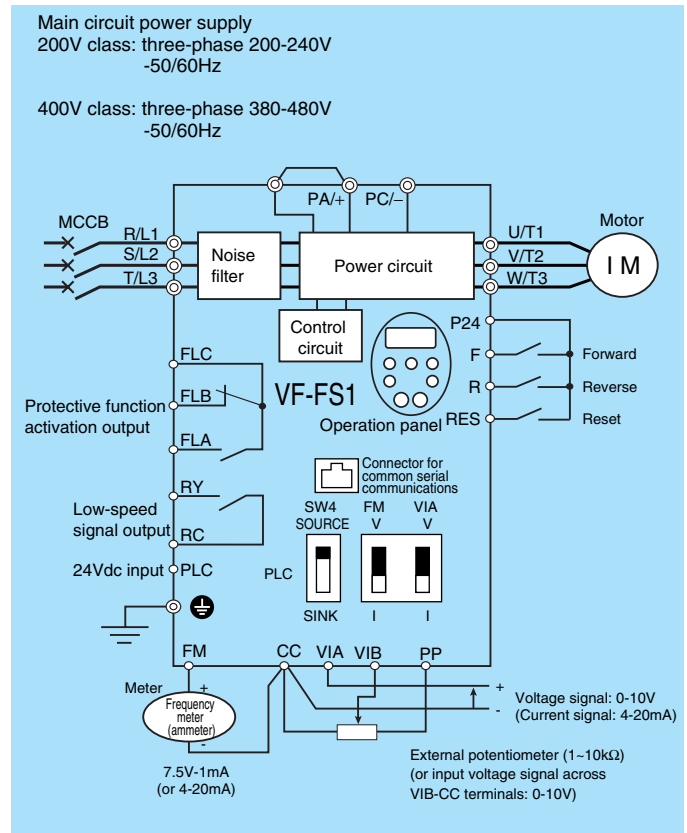 Main circuit power supply
200V class: three-phase 200-240V
-50/60Hz
400V class: three-phase 380-480V
-50/60Hz
PA/+ PC/−
MCCB
R/L1
S/L2
T/L3
Noise
filter
Power circuit
U/T1
V/T2
W/T3
Motor
I M
Control
circuit
P24
F
Forward
R
Reverse
RES
Reset
FLC
FLB
FLA
Protective function
activation output
VF-FS1
Operation panel
RY
RC
Low-speed
signal output
Connector for
common serial
communications
SW4
SOURCE
FM
V
VIA
V
PLC
SINK
I
I
24Vdc input
PLC
FM
CC
VIA
VIB
PP
Meter
+
Frequency
meter
(ammeter)
-
7.5V-1mA
(or 4-20mA)
+
-
Voltage signal: 0-10V
(Current signal: 4-20mA)
External potentiometer (1~10kΩ)
(or input voltage signal across
VIB-CC terminals: 0-10V)